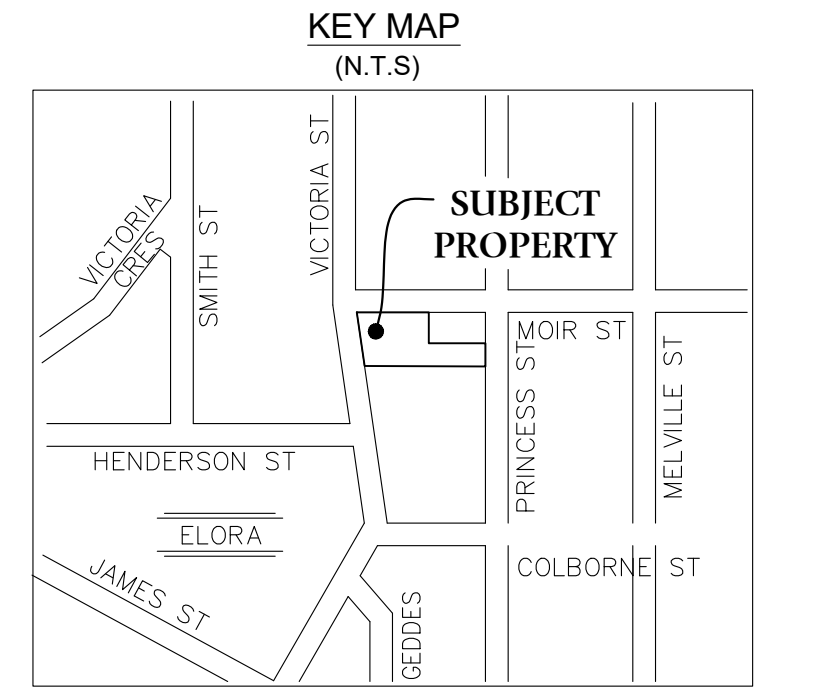 KEY MAP
(N.T.S)
VICTORIA ST
VICTORIA
CRES
SMITH ST
SUBJECT
PROPERTY
MOIR ST
PRINCESS ST
MELVILLE ST
HENDERSON ST
ELORA
JAMES ST
COLBORNE ST
GEDDES